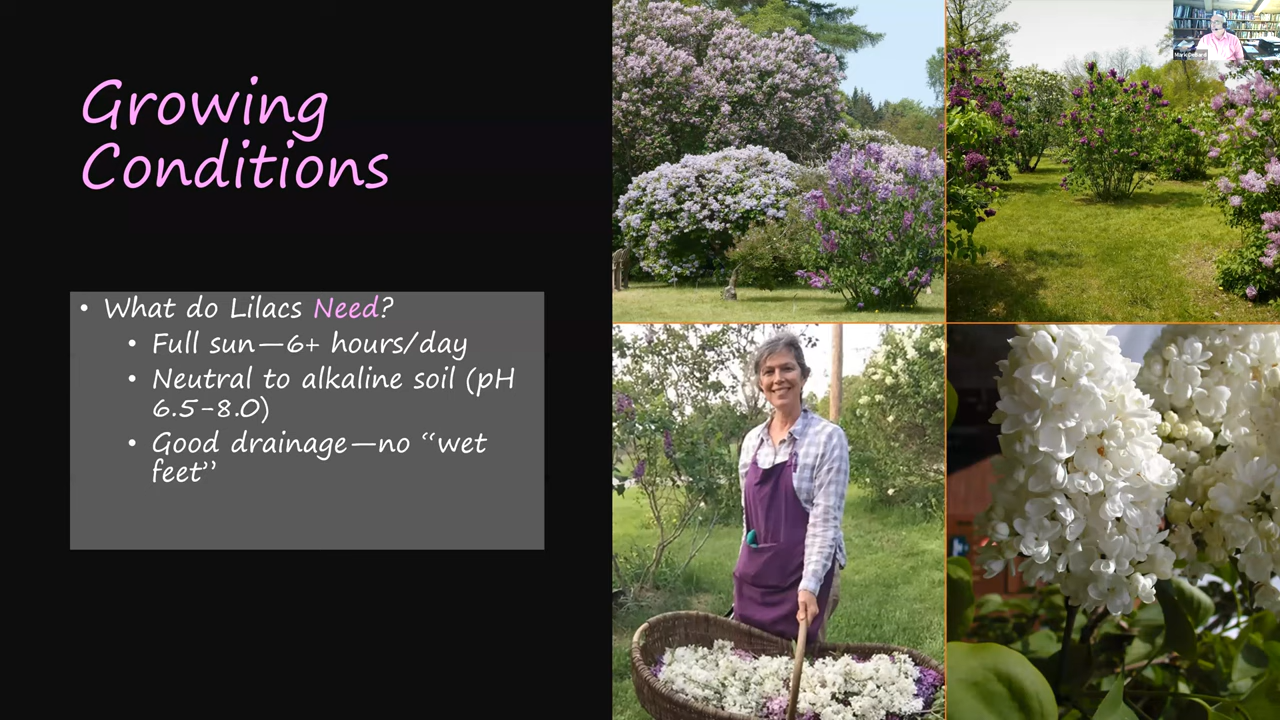 Growing
Conditions
• What do Lilacs Need?
• Full sun—6+ hours/day
• Neutral to alkaline soil (pH
6.5-8.0)
• Good drainage—no “wet
feet”